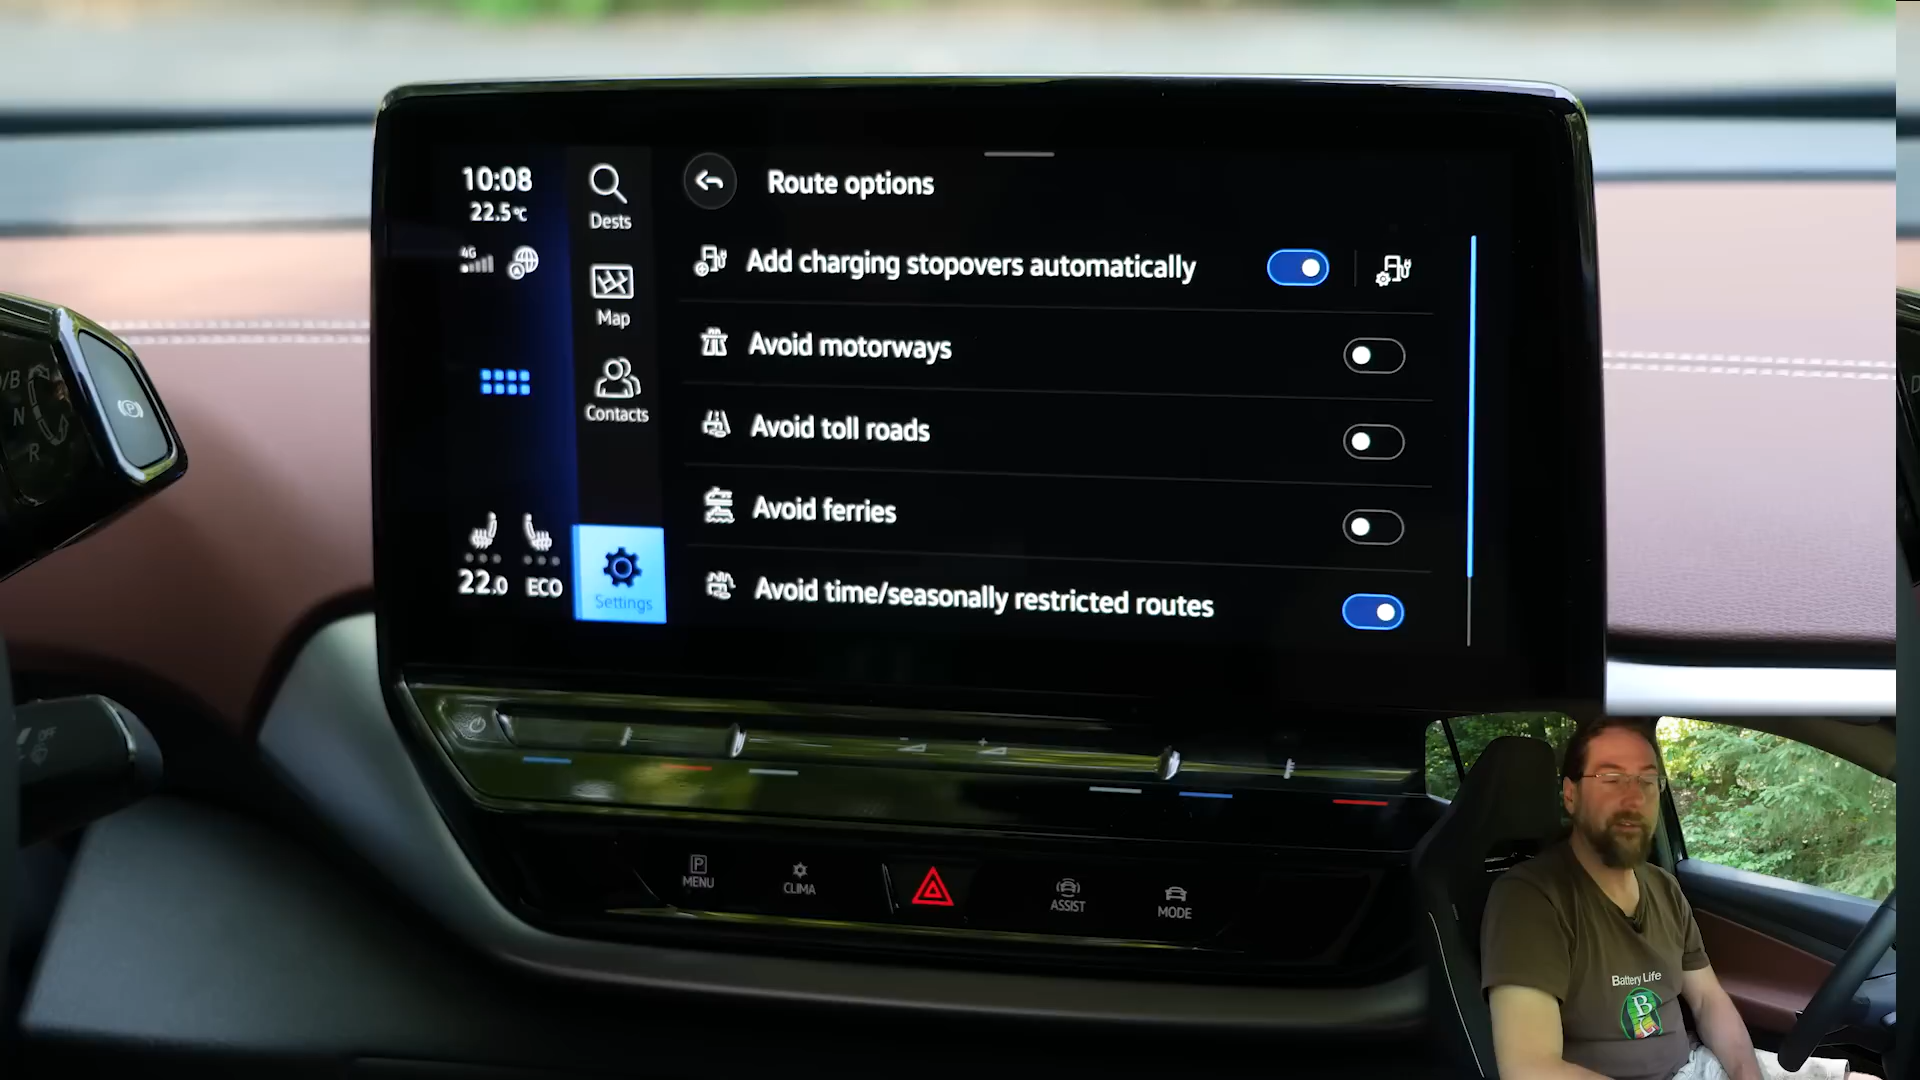 10:08
22.5°C
4G
Dests
Map
Contacts
Settings
22.0
ECO
Route options
Add charging stopovers automatically
Avoid motorways
Avoid toll roads
Avoid ferries
Avoid time/seasonally restricted routes
D/B
N
R
P
OFF
P
MENU
CLIMA
ASSIST
MODE
Battery Life
B